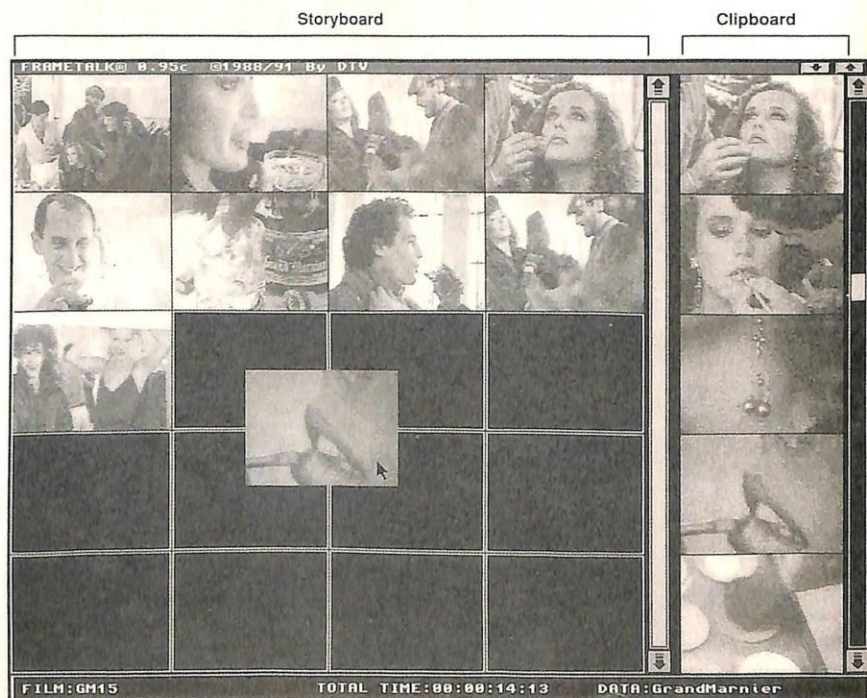 Storyboard Clipboard
FRAMETALK® 0.95c ©1988/91 By DTV
FILM:GM15 TOTAL TIME:00:00:14:13 DATA:GrandMarnier